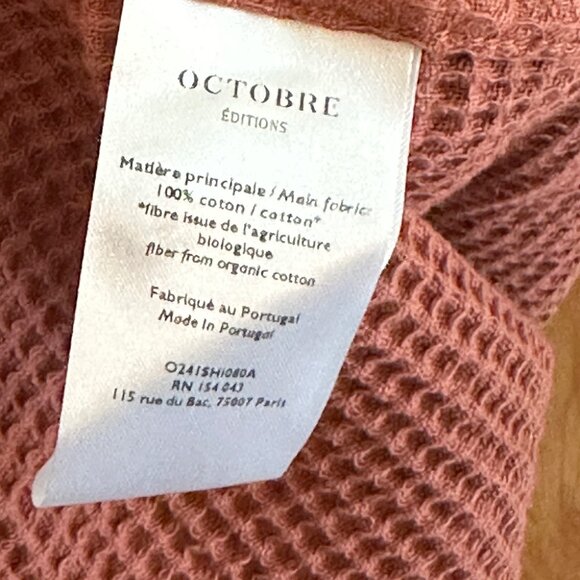 OCTOBRE
ÉDITIONS
Matière principale / Main fabric:
100% coton / cotton*
*fibre issue de l'agriculture
biologique
fiber from organic cotton
Fabriqué au Portugal
Made In Portugal
O241SHI080A
RN 154 043
115 rue du Bac, 75007 Paris